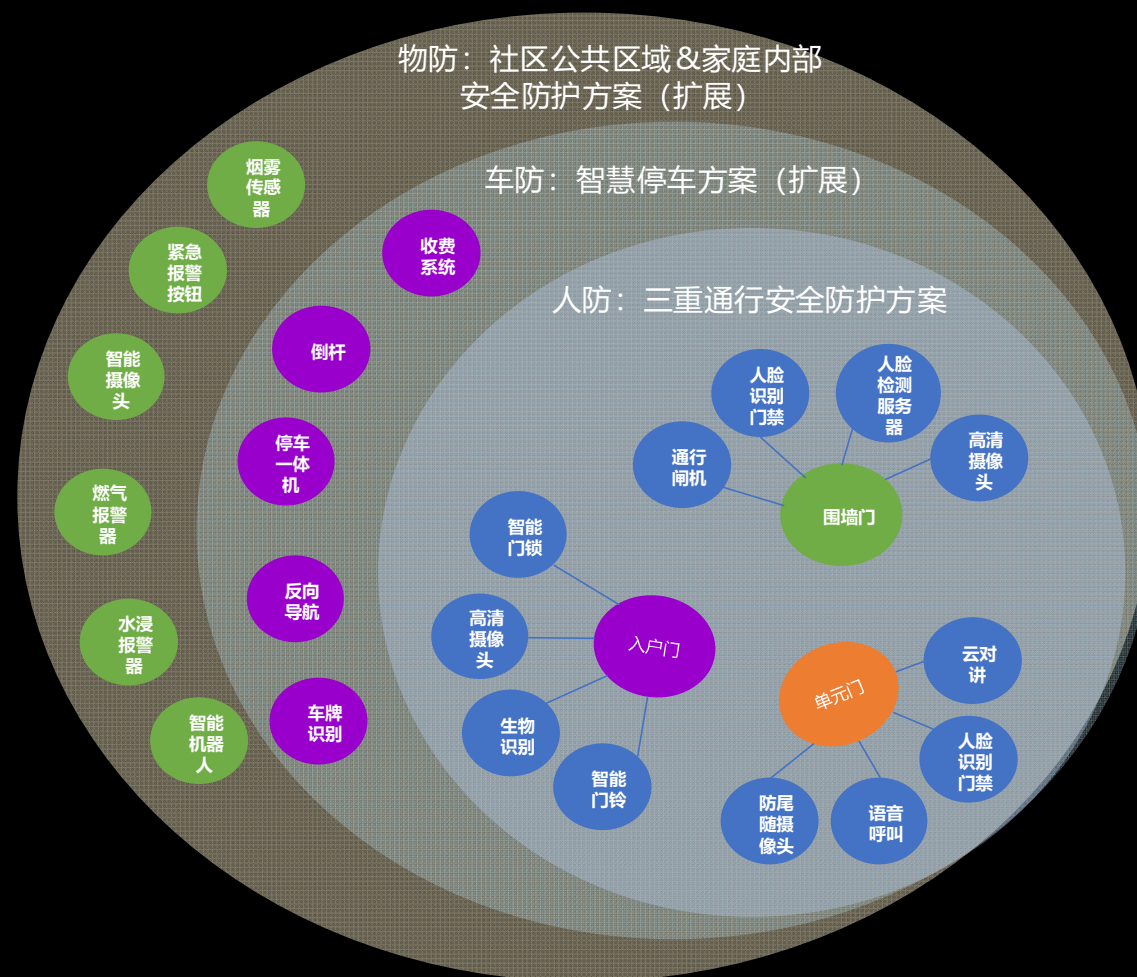 物防：社区公共区域&家庭内部
安全防护方案（扩展）
车防：智慧停车方案（扩展）
人防：三重通行安全防护方案
烟雾
传感
器
紧急
报警
按钮
智能
摄像
头
燃气
报警
器
水浸
报警
器
智能
机器
人
收费
系统
倒杆
停车
一体
机
反向
导航
车牌
识别
人脸
识别
门禁
人脸
检测
服务
器
通行
闸机
高清
摄像
头
围墙门
智能
门锁
高清
摄像
头
生物
识别
智能
门铃
入户门
单元门
云对
讲
人脸
识别
门禁
语音
呼叫
防尾
随摄
像头